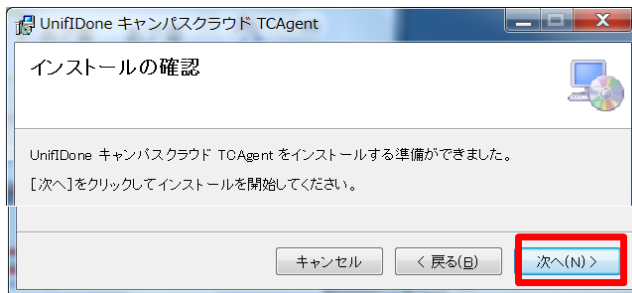 UnifIDone キャンパスクラウド TCAgent
インストールの確認
UnifIDone キャンパスクラウド TCAgent をインストールする準備ができました。
[次へ]をクリックしてインストールを開始してください。
キャンセル < 戻る(B) 次へ(N) >